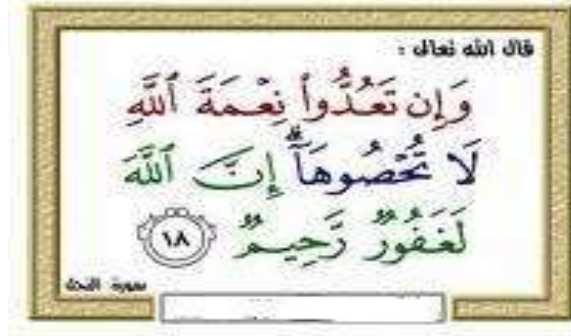 قال الله تعالى :
وَإِن تَعُدُّوا۟ نِعْمَةَ ٱللَّهِ
لَا تُحْصُوهَآ ۗ إِنَّ ٱللَّهَ
لَغَفُورٌ رَّحِيمٌ ١٨
سورة النحل